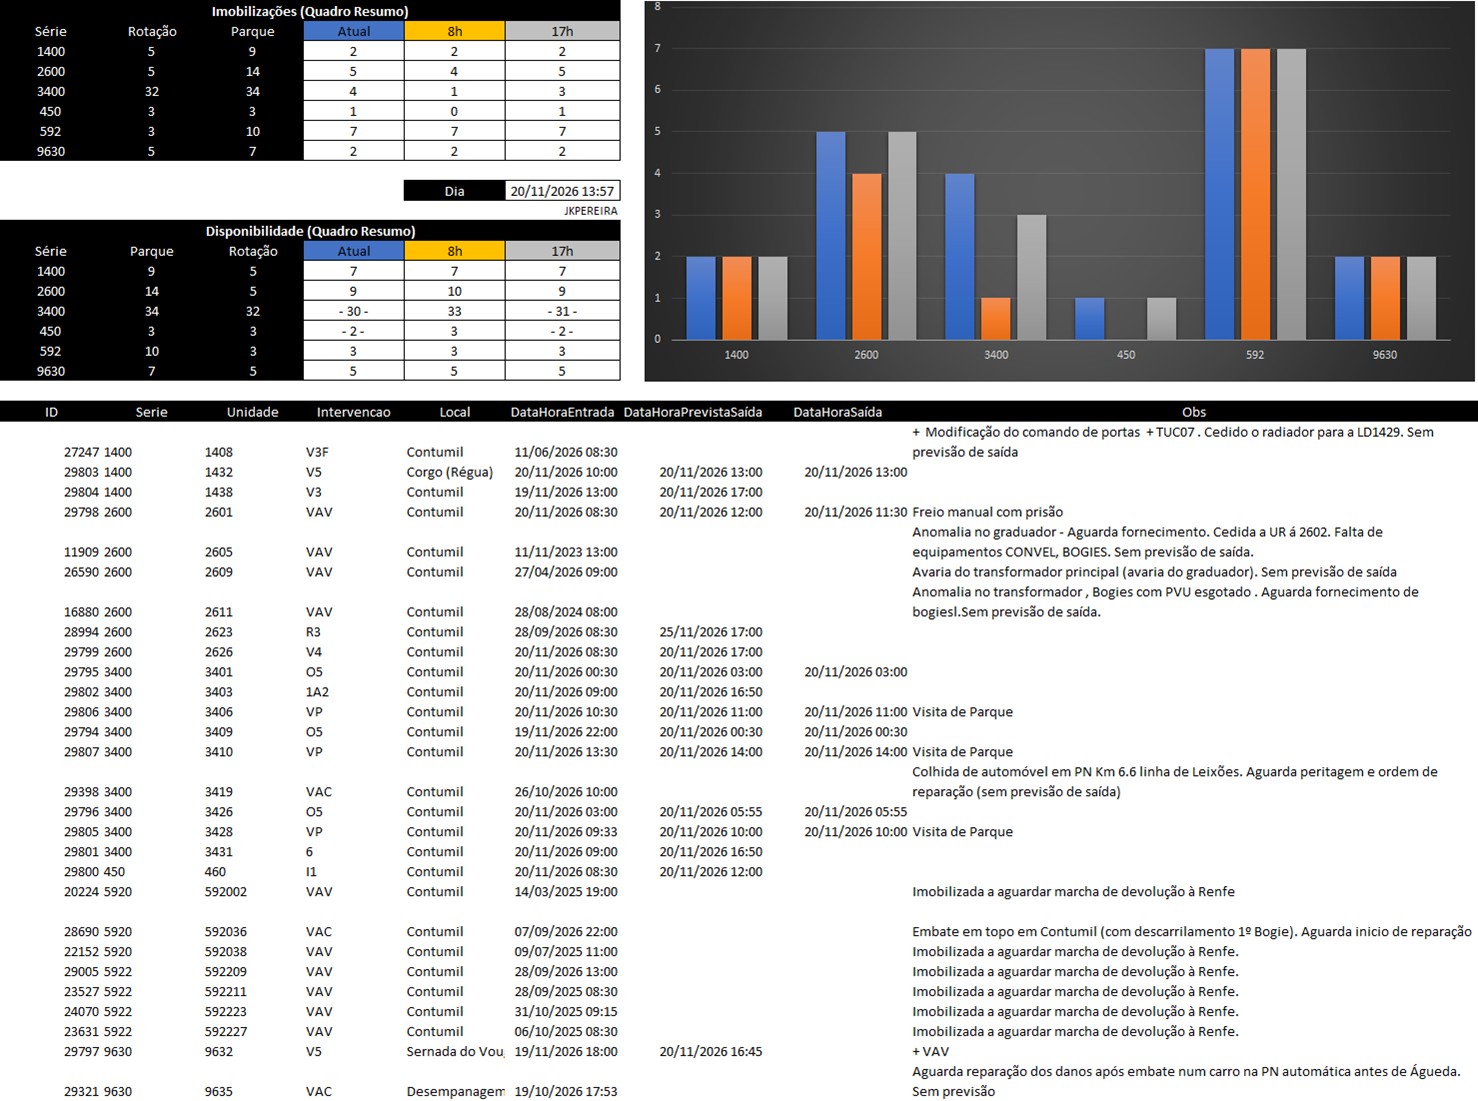 Imobilizações (Quadro Resumo)
Série Rotação Parque Atual 8h 17h
1400 5 9 2 2 2
2600 5 14 5 4 5
3400 32 34 4 1 3
450 3 3 1 0 1
592 3 10 7 7 7
9630 5 7 2 2 2
Dia 20/11/2026 13:57
JKPEREIRA
Disponibilidade (Quadro Resumo)
Série Parque Rotação Atual 8h 17h
1400 9 5 7 7 7
2600 14 5 9 10 9
3400 34 32 - 30 - 33 - 31 -
450 3 3 - 2 - 3 - 2 -
592 10 3 3 3 3
9630 7 5 5 5 5
8
7
6
5
4
3
2
1
0
1400 2600 3400 450 592 9630
ID Serie Unidade Intervencao Local DataHoraEntrada DataHoraPrevistaSaída DataHoraSaída Obs
+ Modificação do comando de portas + TUC07 . Cedido o radiador para a LD1429. Sem
27247 1400 1408 V3F Contumil 11/06/2026 08:30 previsão de saída
29803 1400 1432 V5 Corgo (Régua) 20/11/2026 10:00 20/11/2026 13:00 20/11/2026 13:00
29804 1400 1438 V3 Contumil 19/11/2026 13:00 20/11/2026 17:00
29798 2600 2601 VAV Contumil 20/11/2026 08:30 20/11/2026 12:00 20/11/2026 11:30 Freio manual com prisão
Anomalia no graduador - Aguarda fornecimento. Cedida a UR á 2602. Falta de
11909 2600 2605 VAV Contumil 11/11/2023 13:00 equipamentos CONVEL, BOGIES. Sem previsão de saída.
26590 2600 2609 VAV Contumil 27/04/2026 09:00 Avaria do transformador principal (avaria do graduador). Sem previsão de saída
Anomalia no transformador , Bogies com PVU esgotado . Aguarda fornecimento de
16880 2600 2611 VAV Contumil 28/08/2024 08:00 bogiesl.Sem previsão de saída.
28994 2600 2623 R3 Contumil 28/09/2026 08:30 25/11/2026 17:00
29799 2600 2626 V4 Contumil 20/11/2026 08:30 20/11/2026 17:00
29795 3400 3401 O5 Contumil 20/11/2026 00:30 20/11/2026 03:00 20/11/2026 03:00
29802 3400 3403 1A2 Contumil 20/11/2026 09:00 20/11/2026 16:50
29806 3400 3406 VP Contumil 20/11/2026 10:30 20/11/2026 11:00 20/11/2026 11:00 Visita de Parque
29794 3400 3409 O5 Contumil 19/11/2026 22:00 20/11/2026 00:30 20/11/2026 00:30
29807 3400 3410 VP Contumil 20/11/2026 13:30 20/11/2026 14:00 20/11/2026 14:00 Visita de Parque
Colhida de automóvel em PN Km 6.6 linha de Leixões. Aguarda peritagem e ordem de
29398 3400 3419 VAC Contumil 26/10/2026 10:00 reparação (sem previsão de saída)
29796 3400 3426 O5 Contumil 20/11/2026 03:00 20/11/2026 05:55 20/11/2026 05:55
29805 3400 3428 VP Contumil 20/11/2026 09:33 20/11/2026 10:00 20/11/2026 10:00 Visita de Parque
29801 3400 3431 6 Contumil 20/11/2026 09:00 20/11/2026 16:50
29800 450 460 I1 Contumil 20/11/2026 08:30 20/11/2026 12:00
20224 5920 592002 VAV Contumil 14/03/2025 19:00 Imobilizada a aguardar marcha de devolução à Renfe
28690 5920 592036 VAC Contumil 07/09/2026 22:00 Embate em topo em Contumil (com descarrilamento 1º Bogie). Aguarda inicio de reparação
22152 5920 592038 VAV Contumil 09/07/2025 11:00 Imobilizada a aguardar marcha de devolução à Renfe.
29005 5922 592209 VAV Contumil 28/09/2026 13:00 Imobilizada a aguardar marcha de devolução à Renfe.
23527 5922 592211 VAV Contumil 28/09/2025 08:30 Imobilizada a aguardar marcha de devolução à Renfe.
24070 5922 592223 VAV Contumil 31/10/2025 09:15 Imobilizada a aguardar marcha de devolução à Renfe.
23631 5922 592227 VAV Contumil 06/10/2025 08:30 Imobilizada a aguardar marcha de devolução à Renfe.
29797 9630 9632 V5 Sernada do Vou 19/11/2026 18:00 20/11/2026 16:45 + VAV
Aguarda reparação dos danos após embate num carro na PN automática antes de Águeda.
29321 9630 9635 VAC Desempanagem 19/10/2026 17:53 Sem previsão